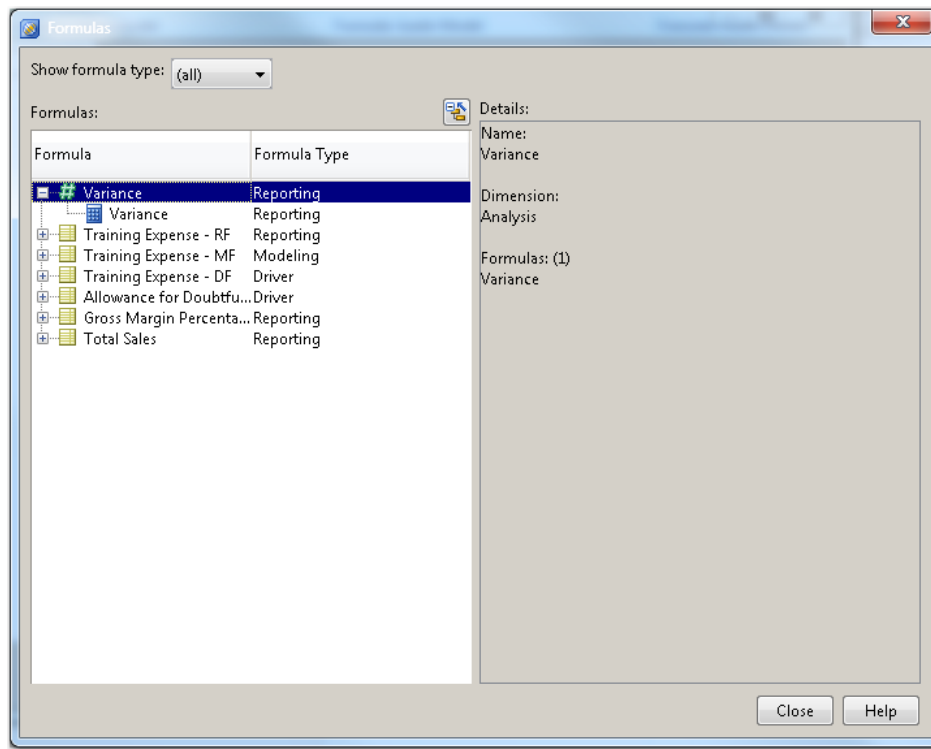 Formulas
Show formula type: (all)
Formulas:
Formula Formula Type
# Variance Reporting
Variance Reporting
Training Expense - RF Reporting
Training Expense - MF Modeling
Training Expense - DF Driver
Allowance for Doubtfu... Driver
Gross Margin Percenta... Reporting
Total Sales Reporting
Details:
Name:
Variance
Dimension:
Analysis
Formulas: (1)
Variance
Close Help